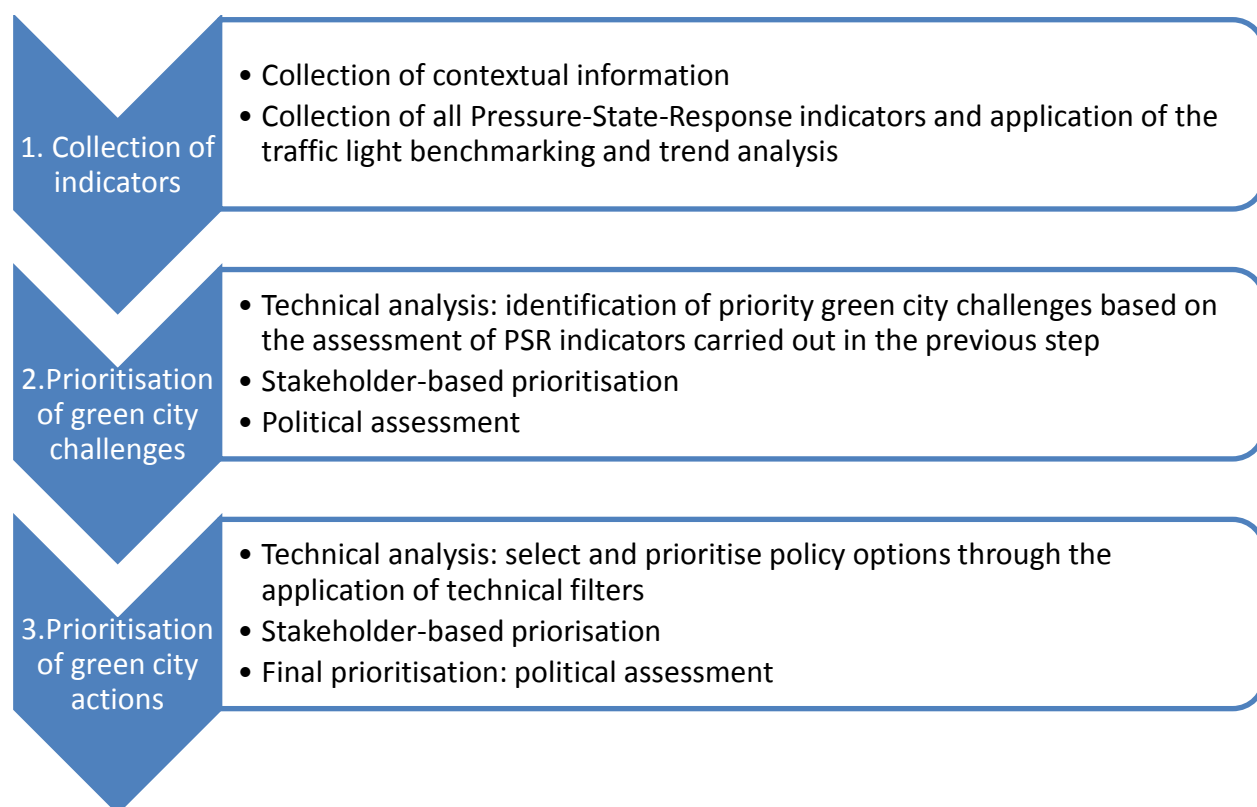 1. Collection of
indicators
• Collection of contextual information
• Collection of all Pressure-State-Response indicators and application of the
traffic light benchmarking and trend analysis
2.Prioritisation
of green city
challenges
• Technical analysis: identification of priority green city challenges based on
the assessment of PSR indicators carried out in the previous step
• Stakeholder-based prioritisation
• Political assessment
3.Prioritisation
of green city
actions
• Technical analysis: select and prioritise policy options through the
application of technical filters
• Stakeholder-based priorisation
• Final prioritisation: political assessment